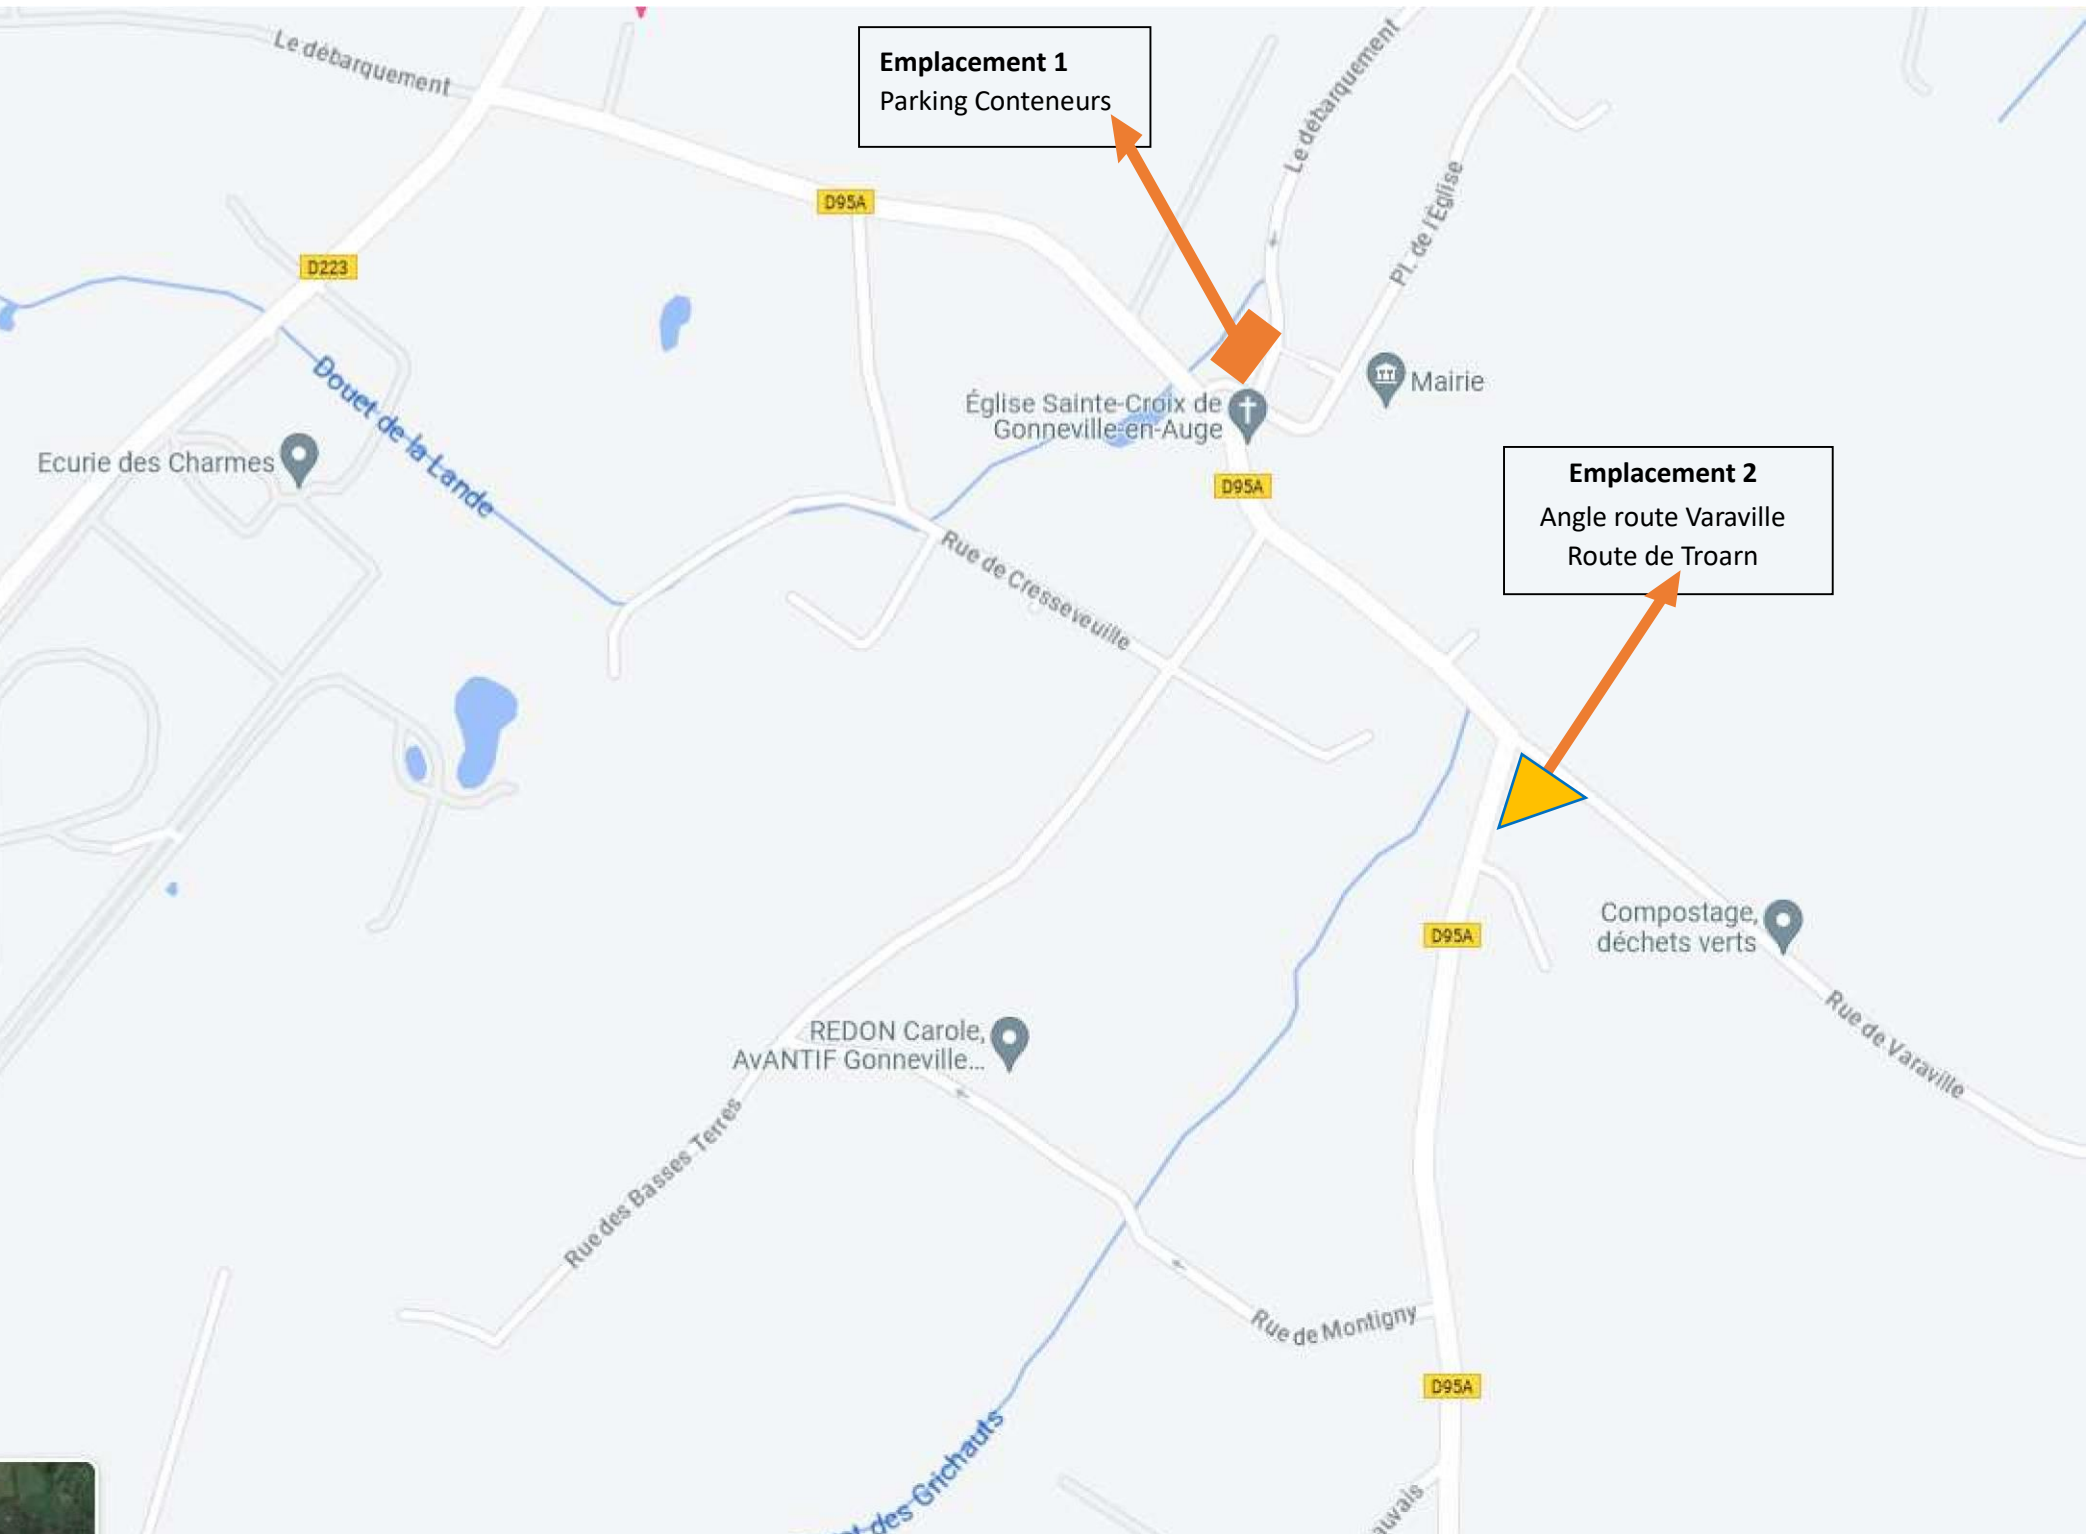 Le débarquement
Emplacement 1
Parking Conteneurs
Le débarquement
Pl. de l'Église
D95A
D223
Douet de la Lande
Mairie
Église Sainte-Croix de
Gonneville-en-Auge
Ecurie des Charmes
D95A
Emplacement 2
Angle route Varaville
Route de Troarn
Rue de Cresseveuille
D95A
Compostage,
déchets verts
Rue de Varaville
REDON Carole,
AvANTIF Gonneville...
Rue des Basses Terres
Rue de Montigny
D95A
des Grichauts